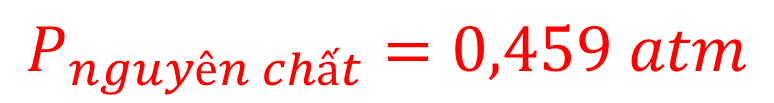 P nguyên chất = 0,459 atm